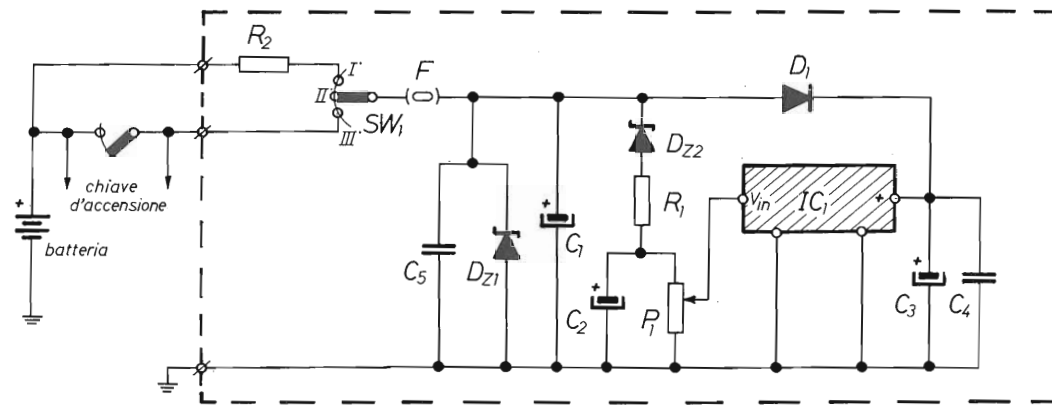 R2
I
II
III
SW1
F
D1
DZ2
R1
Vin
IC1
+
chiave
d'accensione
+
batteria
C5
DZ1
+
C1
+
C2
P1
+
C3
C4